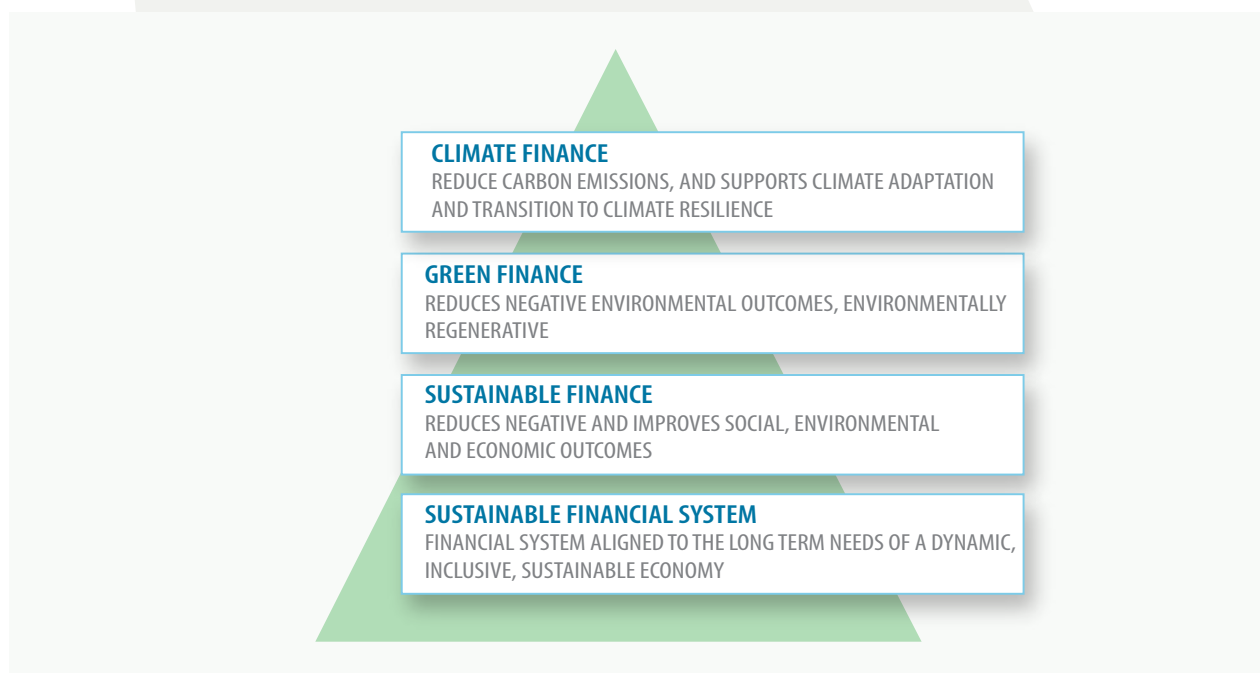 CLIMATE FINANCE
REDUCE CARBON EMISSIONS, AND SUPPORTS CLIMATE ADAPTATION
AND TRANSITION TO CLIMATE RESILIENCE
GREEN FINANCE
REDUCES NEGATIVE ENVIRONMENTAL OUTCOMES, ENVIRONMENTALLY
REGENERATIVE
SUSTAINABLE FINANCE
REDUCES NEGATIVE AND IMPROVES SOCIAL, ENVIRONMENTAL
AND ECONOMIC OUTCOMES
SUSTAINABLE FINANCIAL SYSTEM
FINANCIAL SYSTEM ALIGNED TO THE LONG TERM NEEDS OF A DYNAMIC,
INCLUSIVE, SUSTAINABLE ECONOMY